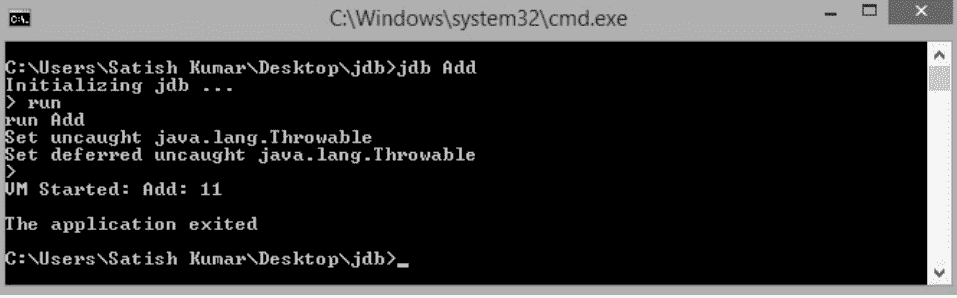 C:\Windows\system32\cmd.exe
C:\Users\Satish Kumar\Desktop\jdb>jdb Add
Initializing jdb ...
> run
run Add
Set uncaught java.lang.Throwable
Set deferred uncaught java.lang.Throwable
>
VM Started: Add: 11
The application exited
C:\Users\Satish Kumar\Desktop\jdb>_